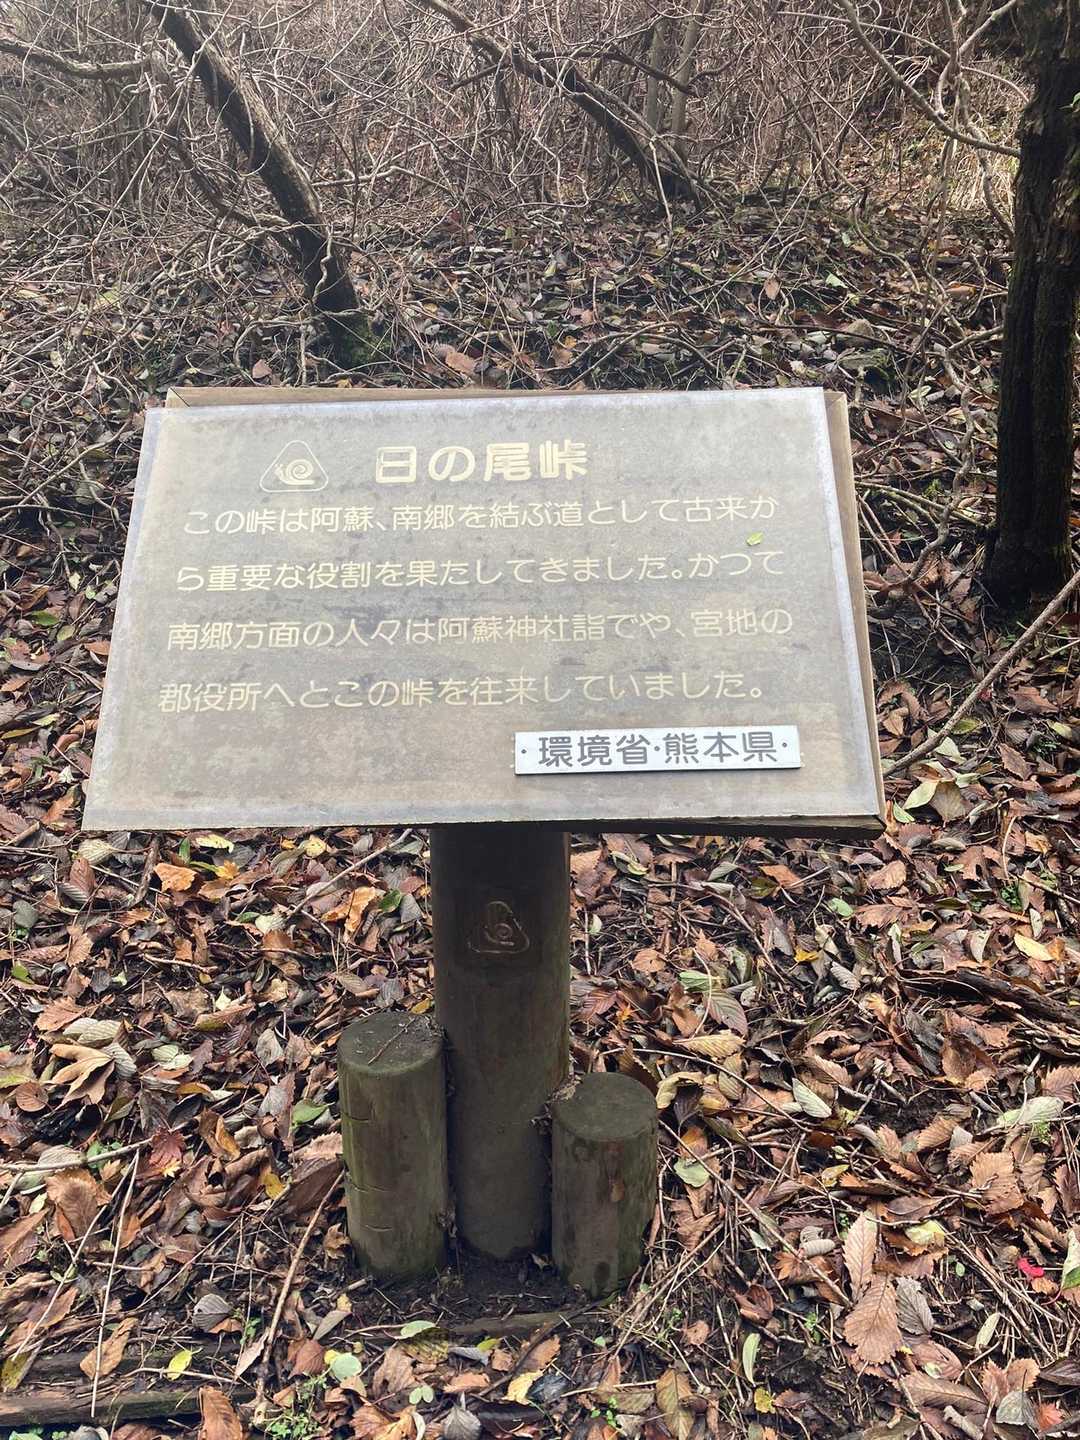 日の尾峠
この峠は阿蘇、南郷を結ぶ道として古来か
ら重要な役割を果たしてきました。かつて
南郷方面の人々は阿蘇神社詣でや、宮地の
郡役所へとこの峠を往来していました。
・環境省・熊本県・